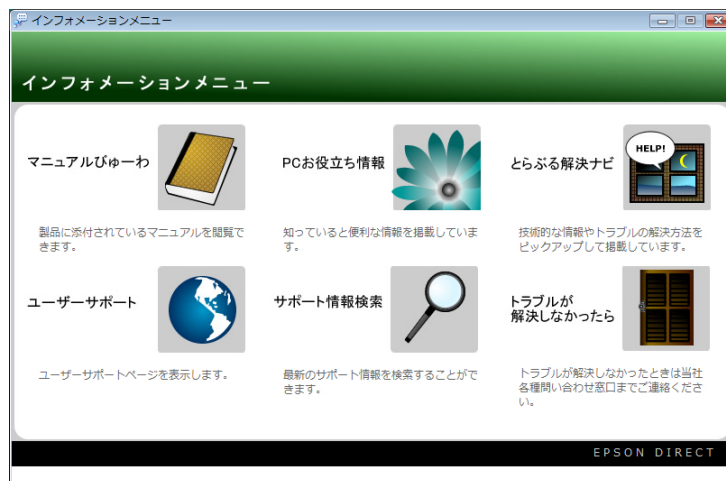 インフォメーションメニュー
インフォメーションメニュー
マニュアルびゅーわ
製品に添付されているマニュアルを閲覧で
きます。
PCお役立ち情報
知っていると便利な情報を掲載していま
す。
とらぶる解決ナビ
HELP!
技術的な情報やトラブルの解決方法を
ピックアップして掲載しています。
ユーザーサポート
ユーザーサポートページを表示します。
サポート情報検索
最新のサポート情報を検索することがで
きます。
トラブルが
解決しなかったら
トラブルが解決しなかったときは当社
各種問い合わせ窓口までご連絡くださ
い。
EPSON DIRECT